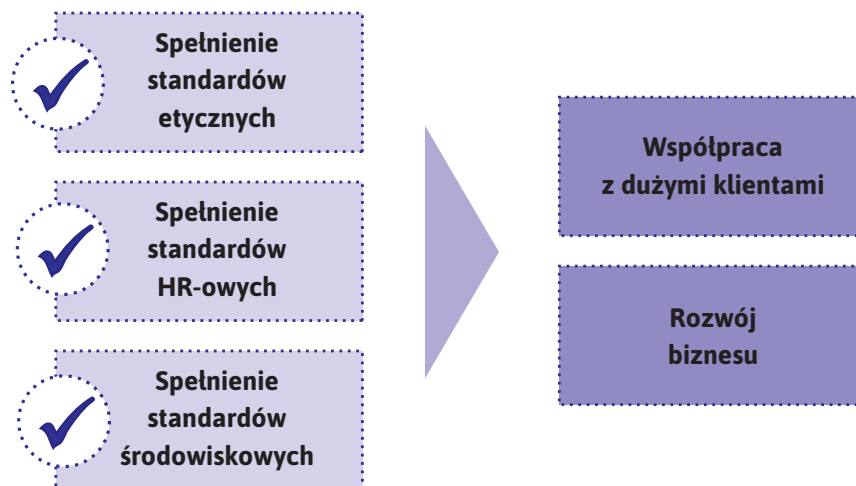 Spełnienie
standardów
etycznych
Spełnienie
standardów
HR-owych
Spełnienie
standardów
środowiskowych
Współpraca
z dużymi klientami
Rozwój
biznesu